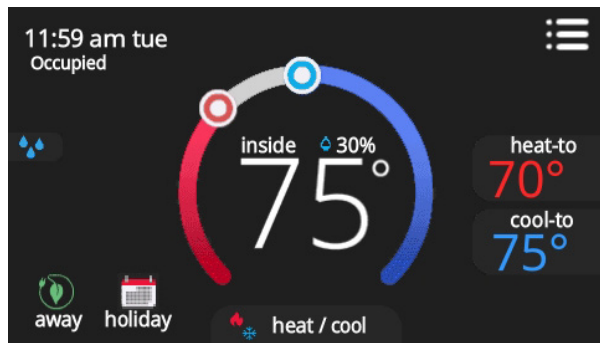 11:59 am tue
Occupied
inside 30%
75°
heat-to
70°
cool-to
75°
away holiday
heat / cool